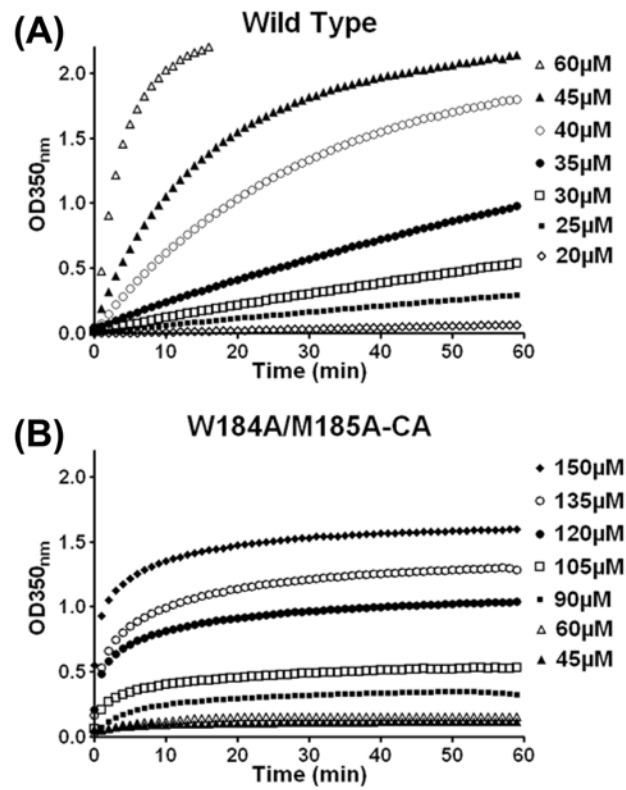 (A) Wild Type
2.0
1.5
1.0
0.5
0.0
OD350nm
0 10 20 30 40 50 60
Time (min)
60µM
45µM
40µM
35µM
30µM
25µM
20µM
(B) W184A/M185A-CA
2.0
1.5
1.0
0.5
0.0
OD350nm
0 10 20 30 40 50 60
Time (min)
150µM
135µM
120µM
105µM
90µM
60µM
45µM